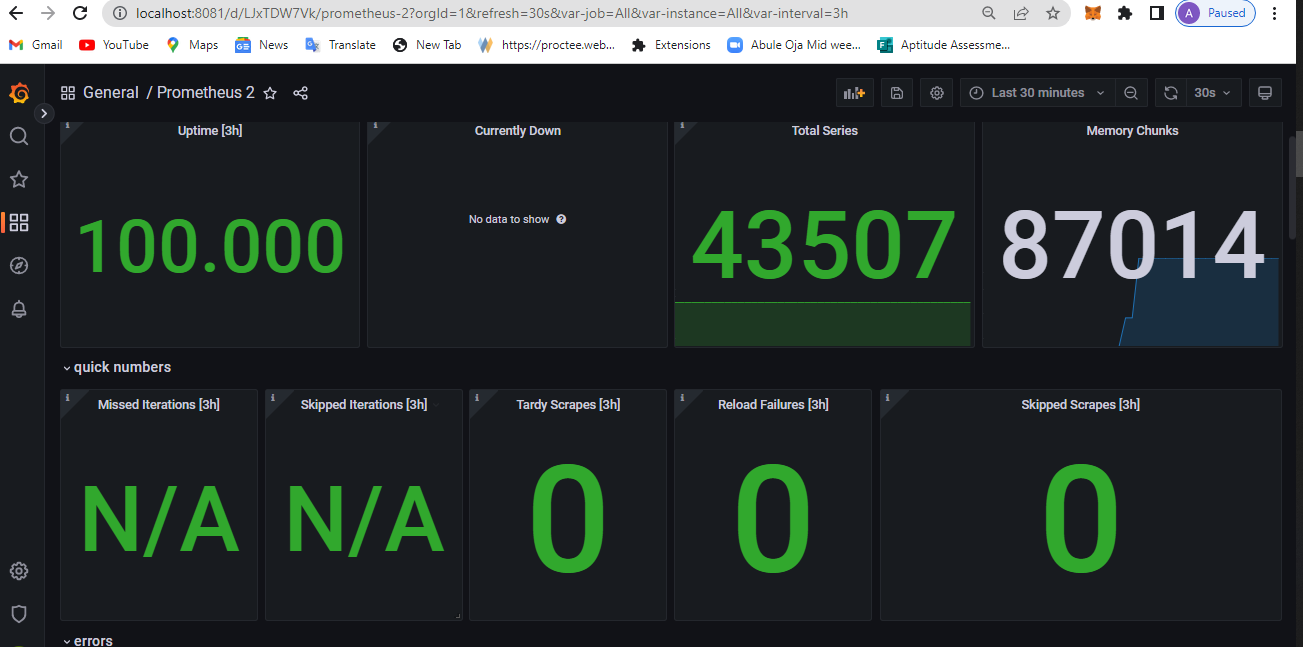 localhost:8081/d/LJxTDW7Vk/prometheus-2?orgId=1&refresh=30s&var-job=All&var-instance=All&var-interval=3h
A Paused
Gmail YouTube Maps News Translate New Tab https://proctee.web... Extensions Abule Oja Mid wee... Aptitude Assessme...
General / Prometheus 2
Last 30 minutes
30s
Uptime [3h]
100.000
Currently Down
No data to show
Total Series
43507
Memory Chunks
87014
quick numbers
Missed Iterations [3h]
N/A
Skipped Iterations [3h]
N/A
Tardy Scrapes [3h]
0
Reload Failures [3h]
0
Skipped Scrapes [3h]
0
errors